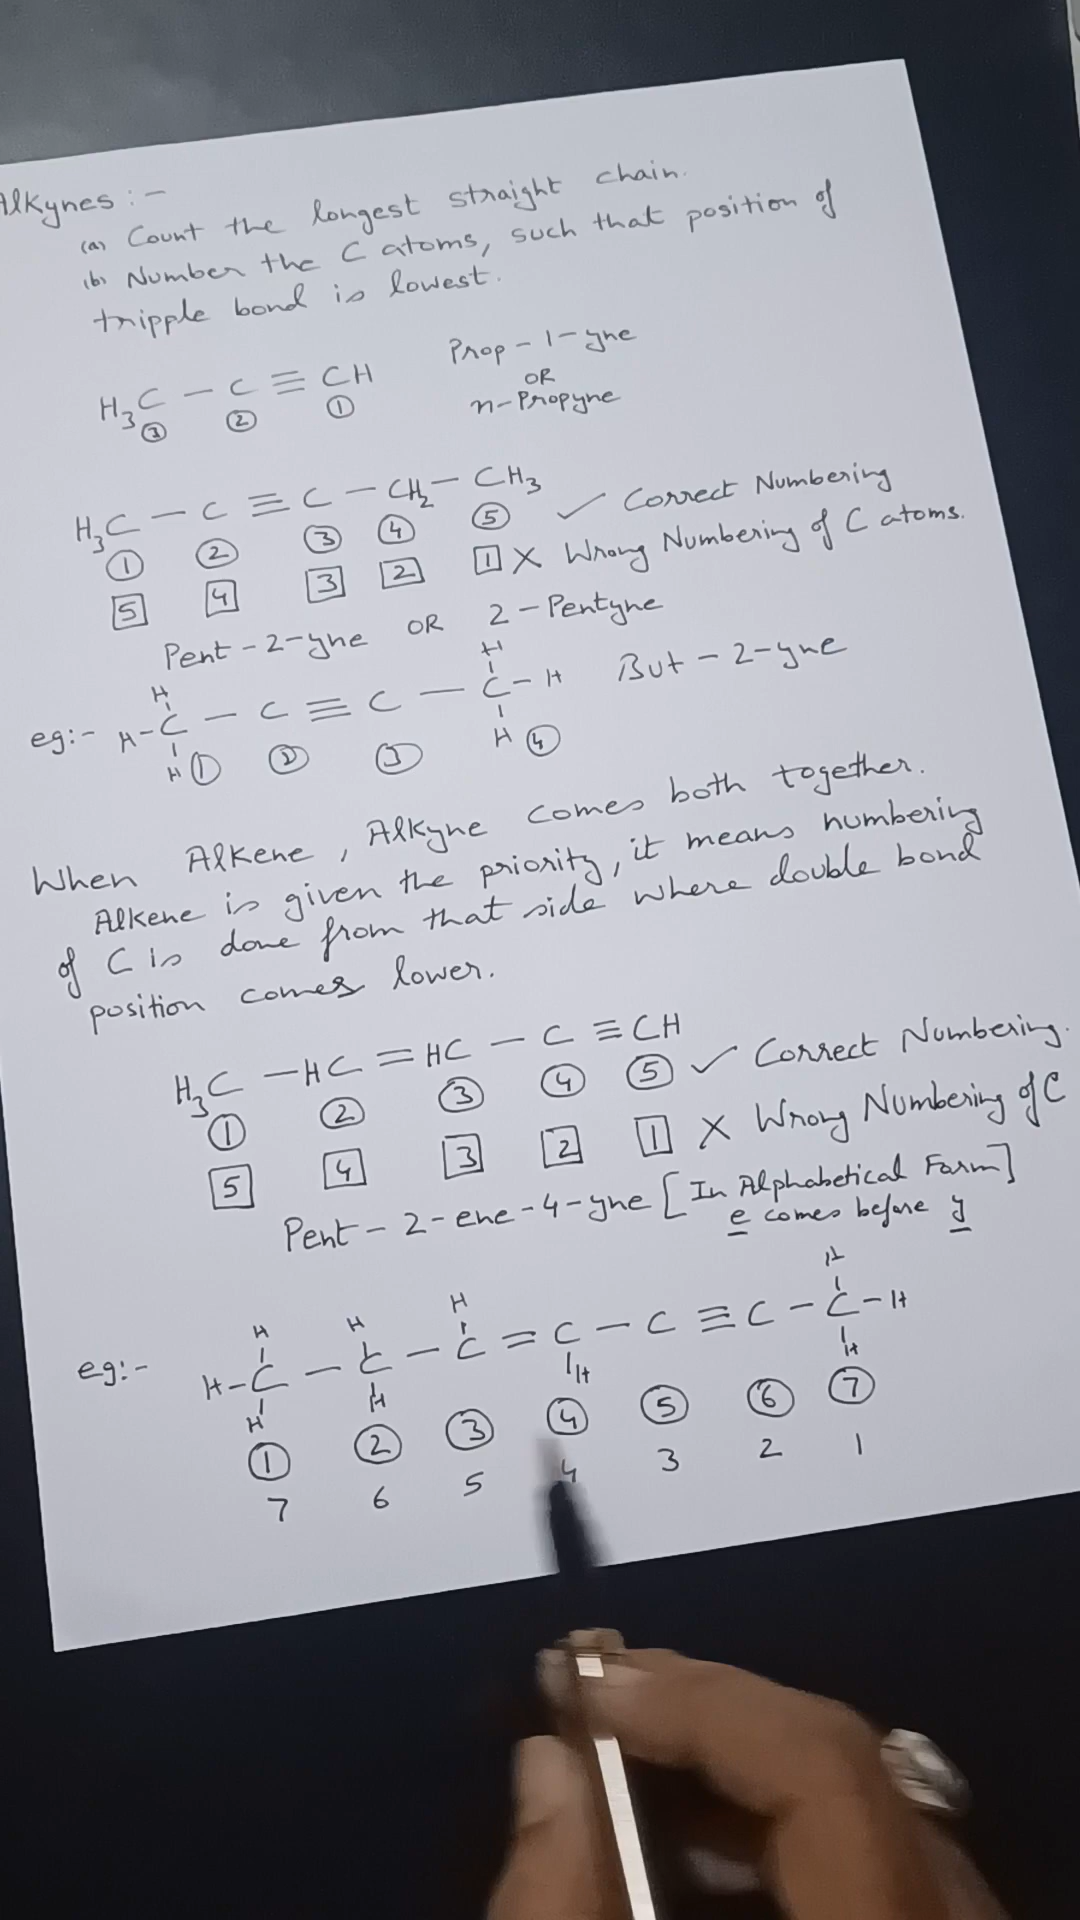 Alkynes :-
(a) Count the longest straight chain.
(b) Number the C atoms, such that position of
tripple bond is lowest.
H3C - C ≡ CH Prop-1-yne
③ ② ① OR
n-Propyne
H3C - C ≡ C - CH2 - CH3
① ② ③ ④ ⑤ ✓ Correct Numbering
5 4 3 2 1 X Wrong Numbering of C atoms.
Pent-2-yne OR 2-Pentyne
H H
eg:- H-C - C ≡ C - C-H But-2-yne
H H
① ② ③ ④
When Alkene, Alkyne comes both together.
Alkene is given the priority, it means numbering
of C is done from that side where double bond
position comes lower.
H3C - HC = HC - C ≡ CH
① ② ③ ④ ⑤ ✓ Correct Numbering.
5 4 3 2 1 X Wrong Numbering of C
Pent-2-ene-4-yne [In Alphabetical Farm]
e comes before y
H H H H
eg:- H-C - C - C = C - C ≡ C - C-H
H H H H
① ② ③ ④ ⑤ ⑥ ⑦
7 6 5 4 3 2 1